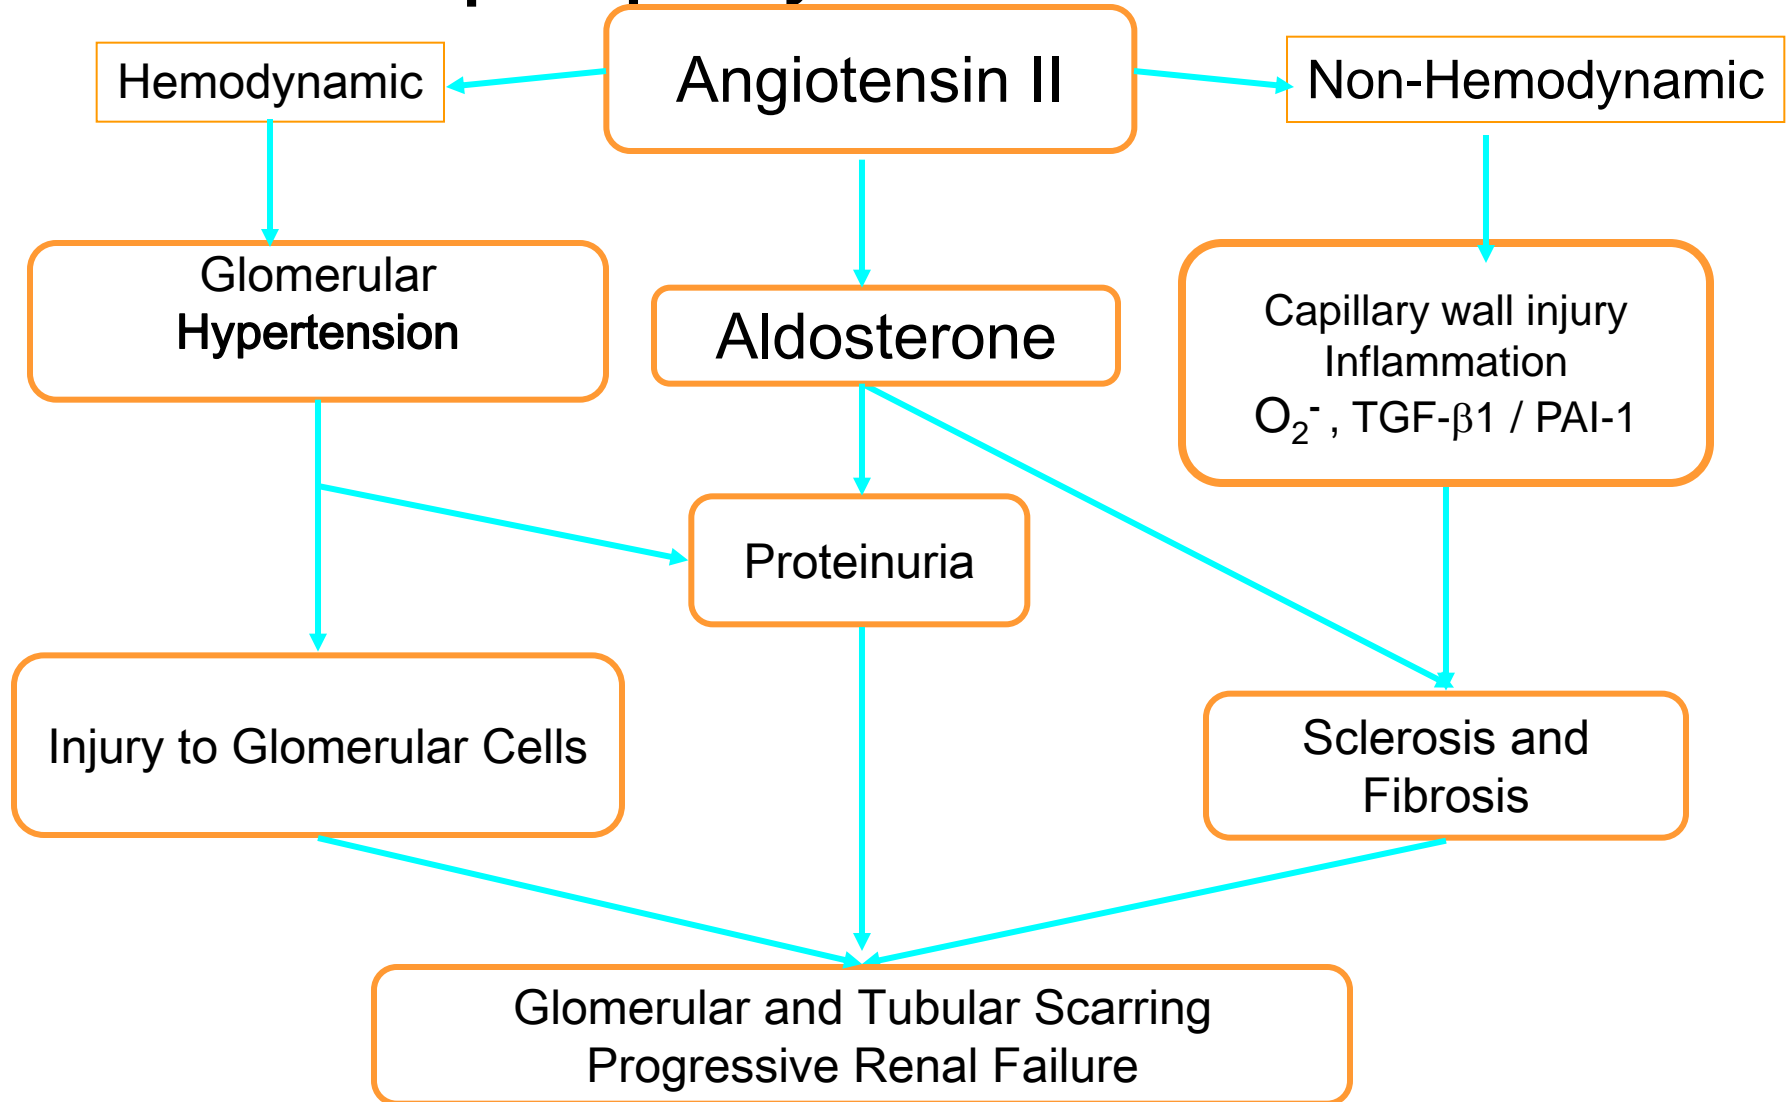 Hemodynamic
Angiotensin II
Non-Hemodynamic
Glomerular
Hypertension
Aldosterone
Capillary wall injury
Inflammation
O₂⁻ , TGF-β1 / PAI-1
Proteinuria
Injury to Glomerular Cells
Sclerosis and
Fibrosis
Glomerular and Tubular Scarring
Progressive Renal Failure